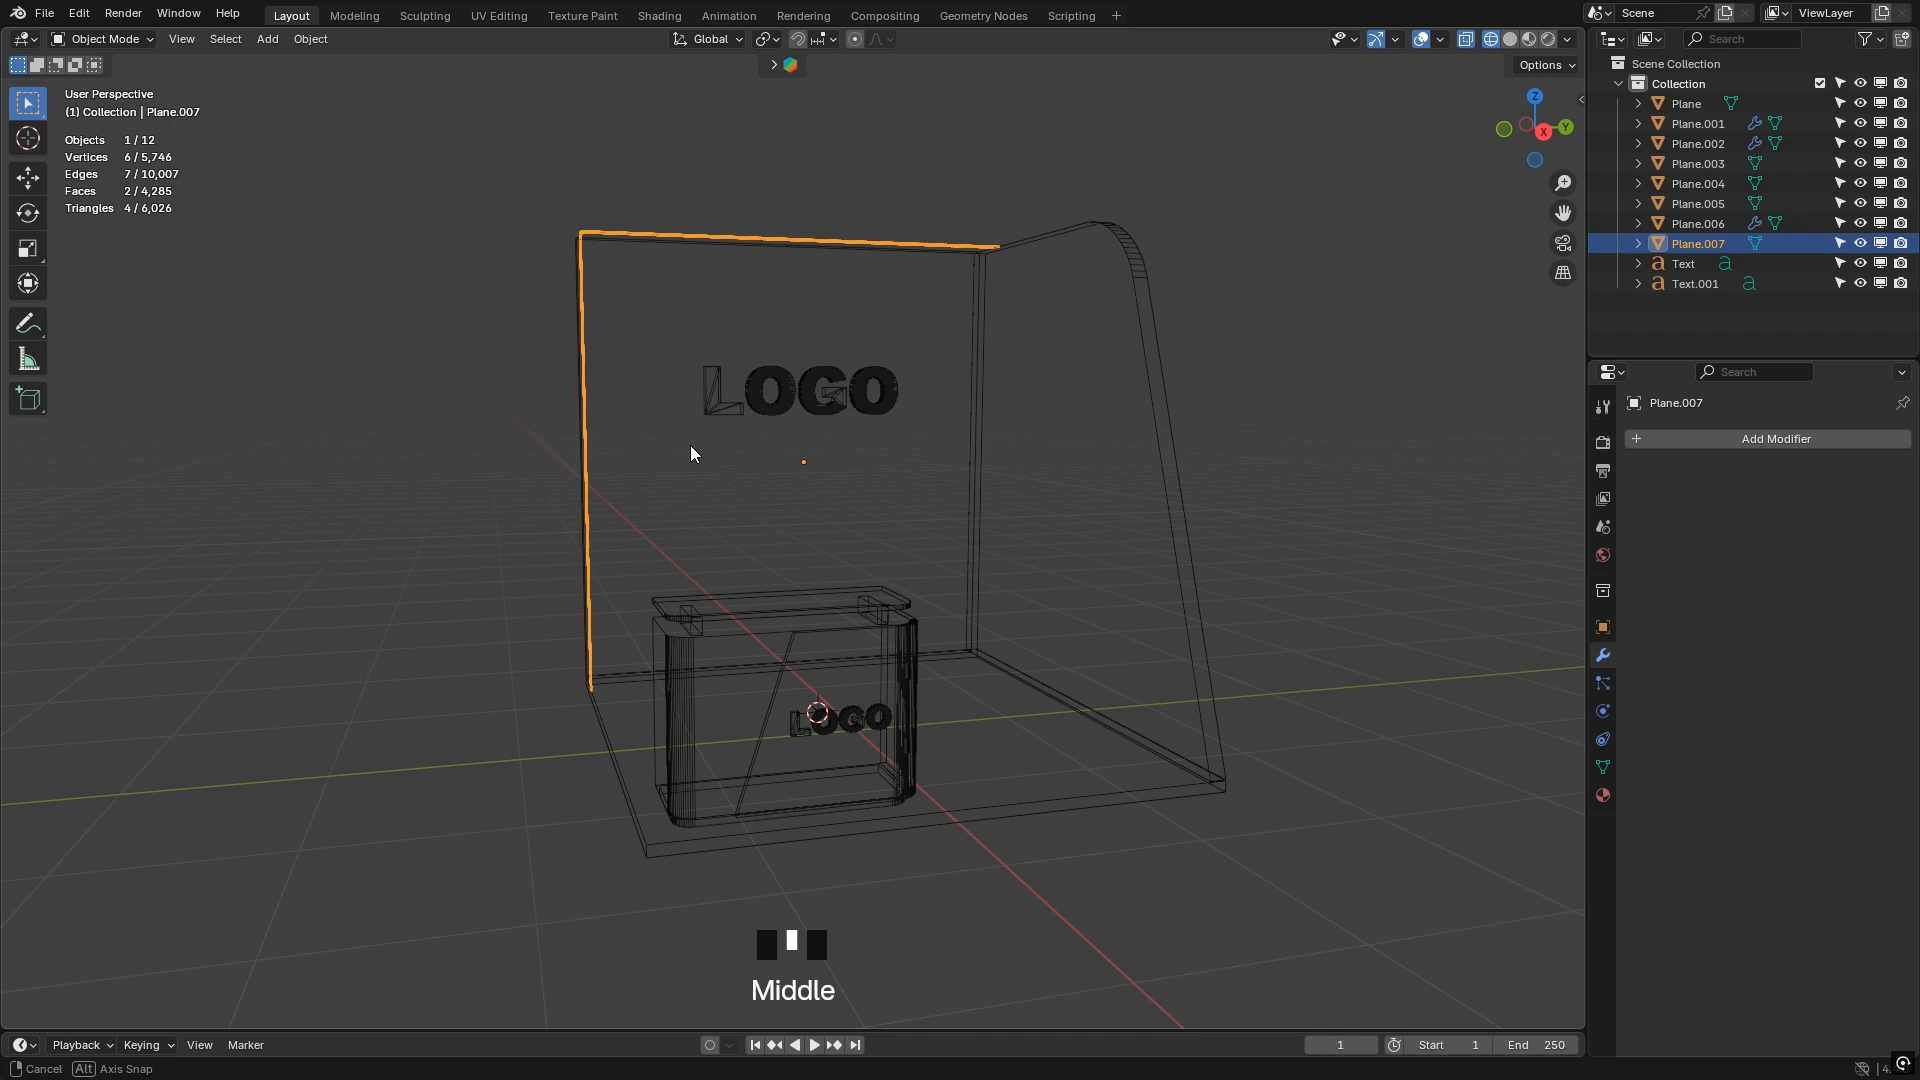 File Edit Render Window Help Layout Modeling Sculpting UV Editing Texture Paint Shading Animation Rendering Compositing Geometry Nodes Scripting + Scene ViewLayer
Object Mode View Select Add Object Global Search
Options
User Perspective
(1) Collection | Plane.007
Objects 1 / 12
Vertices 6 / 5,746
Edges 7 / 10,007
Faces 2 / 4,285
Triangles 4 / 6,026
Z
Y
X
Scene Collection
Collection
Plane
Plane.001
Plane.002
Plane.003
Plane.004
Plane.005
Plane.006
Plane.007
Text
Text.001
Search
Plane.007
+ Add Modifier
LOGO
LOGO
Middle
Playback Keying View Marker 1 Start 1 End 250
Cancel Alt Axis Snap